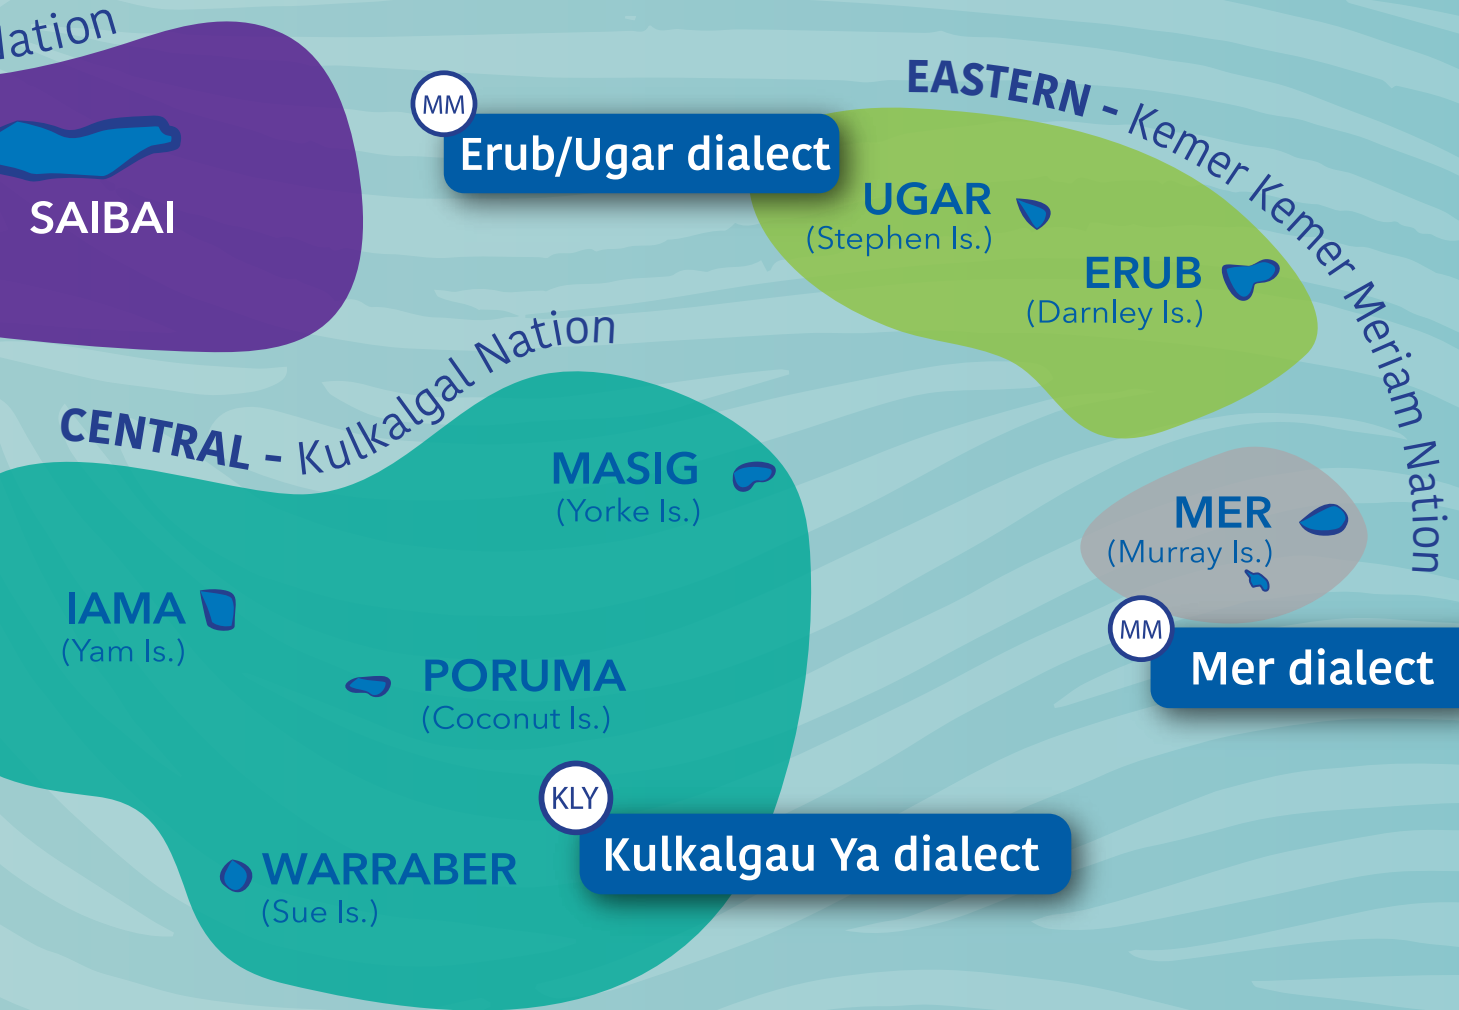 SAIBAI
MM
Erub/Ugar dialect
EASTERN - Kemer Kemer Meriam Nation
UGAR
(Stephen Is.)
ERUB
(Darnley Is.)
CENTRAL - Kulkalgal Nation
MASIG
(Yorke Is.)
MER
(Murray Is.)
IAMA
(Yam Is.)
MM
Mer dialect
PORUMA
(Coconut Is.)
KLY
Kulkalgau Ya dialect
WARRABER
(Sue Is.)